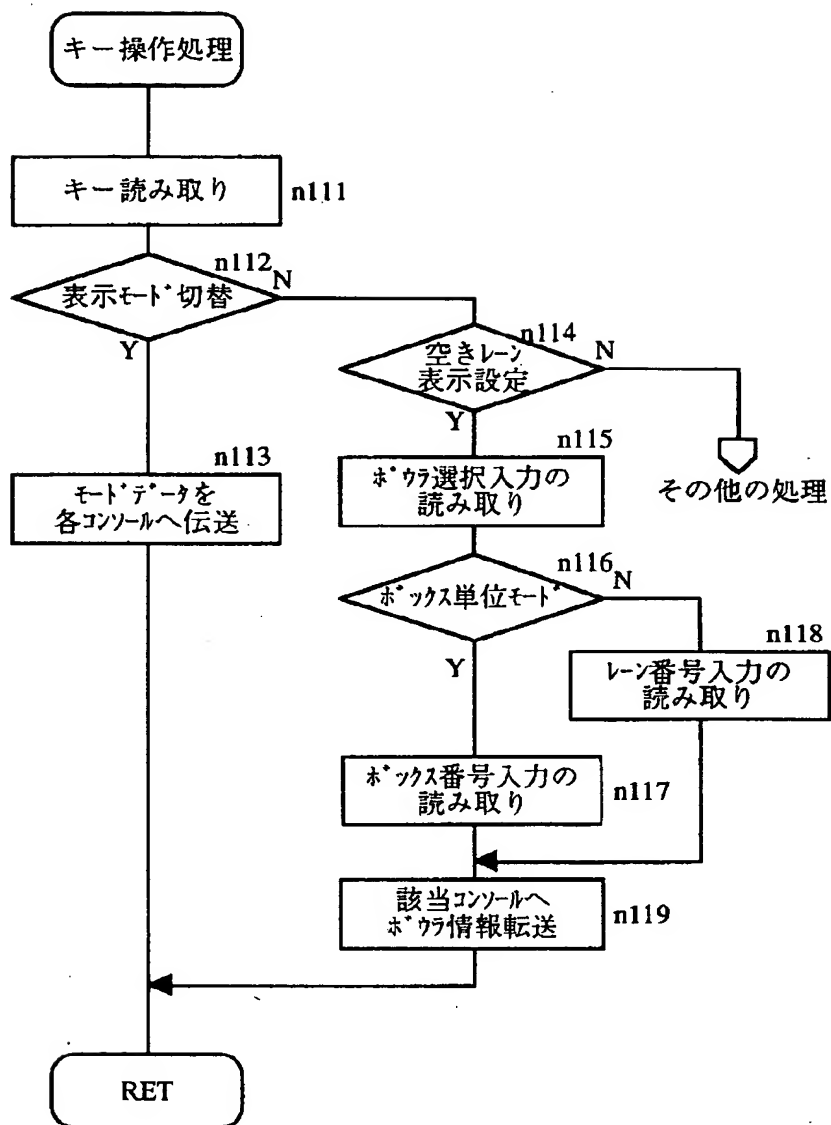 キー操作処理
キー読み取り
n111
n112
表示ﾓｰﾄﾞ切替
N
Y
n113
ﾓｰﾄﾞﾃﾞｰﾀを
各ｺﾝｿｰﾙへ伝送
n114
空きﾚｰﾝ
表示設定
N
Y
その他の処理
n115
ﾎﾞｳﾗ選択入力の
読み取り
n116
ﾎﾞｯｸｽ単位ﾓｰﾄﾞ
N
Y
n118
ﾚｰﾝ番号入力の
読み取り
ﾎﾞｯｸｽ番号入力の
読み取り
n117
該当ｺﾝｿｰﾙへ
ﾎﾞｳﾗ情報転送
n119
RET